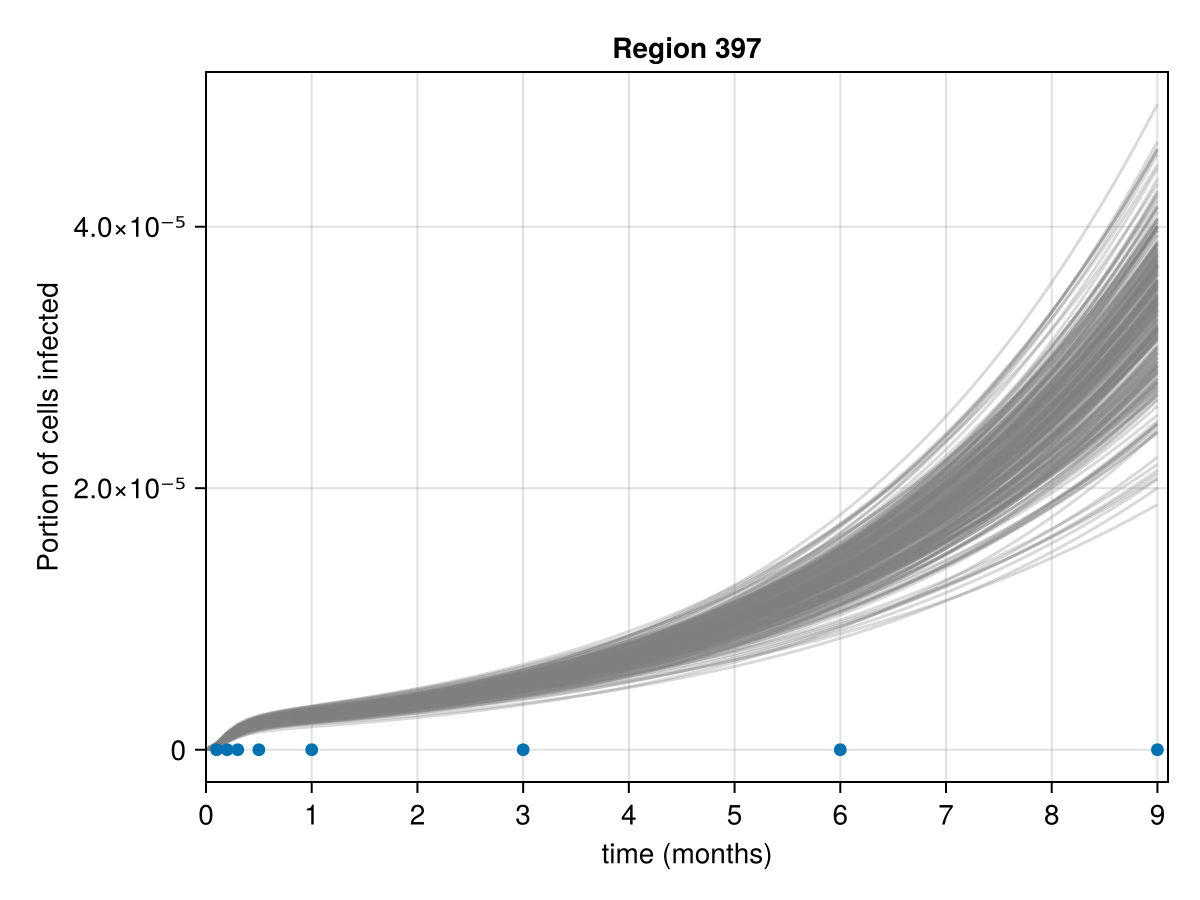 Region 397
Portion of cells infected
4.0×10⁻⁵
2.0×10⁻⁵
0
0 1 2 3 4 5 6 7 8 9
time (months)